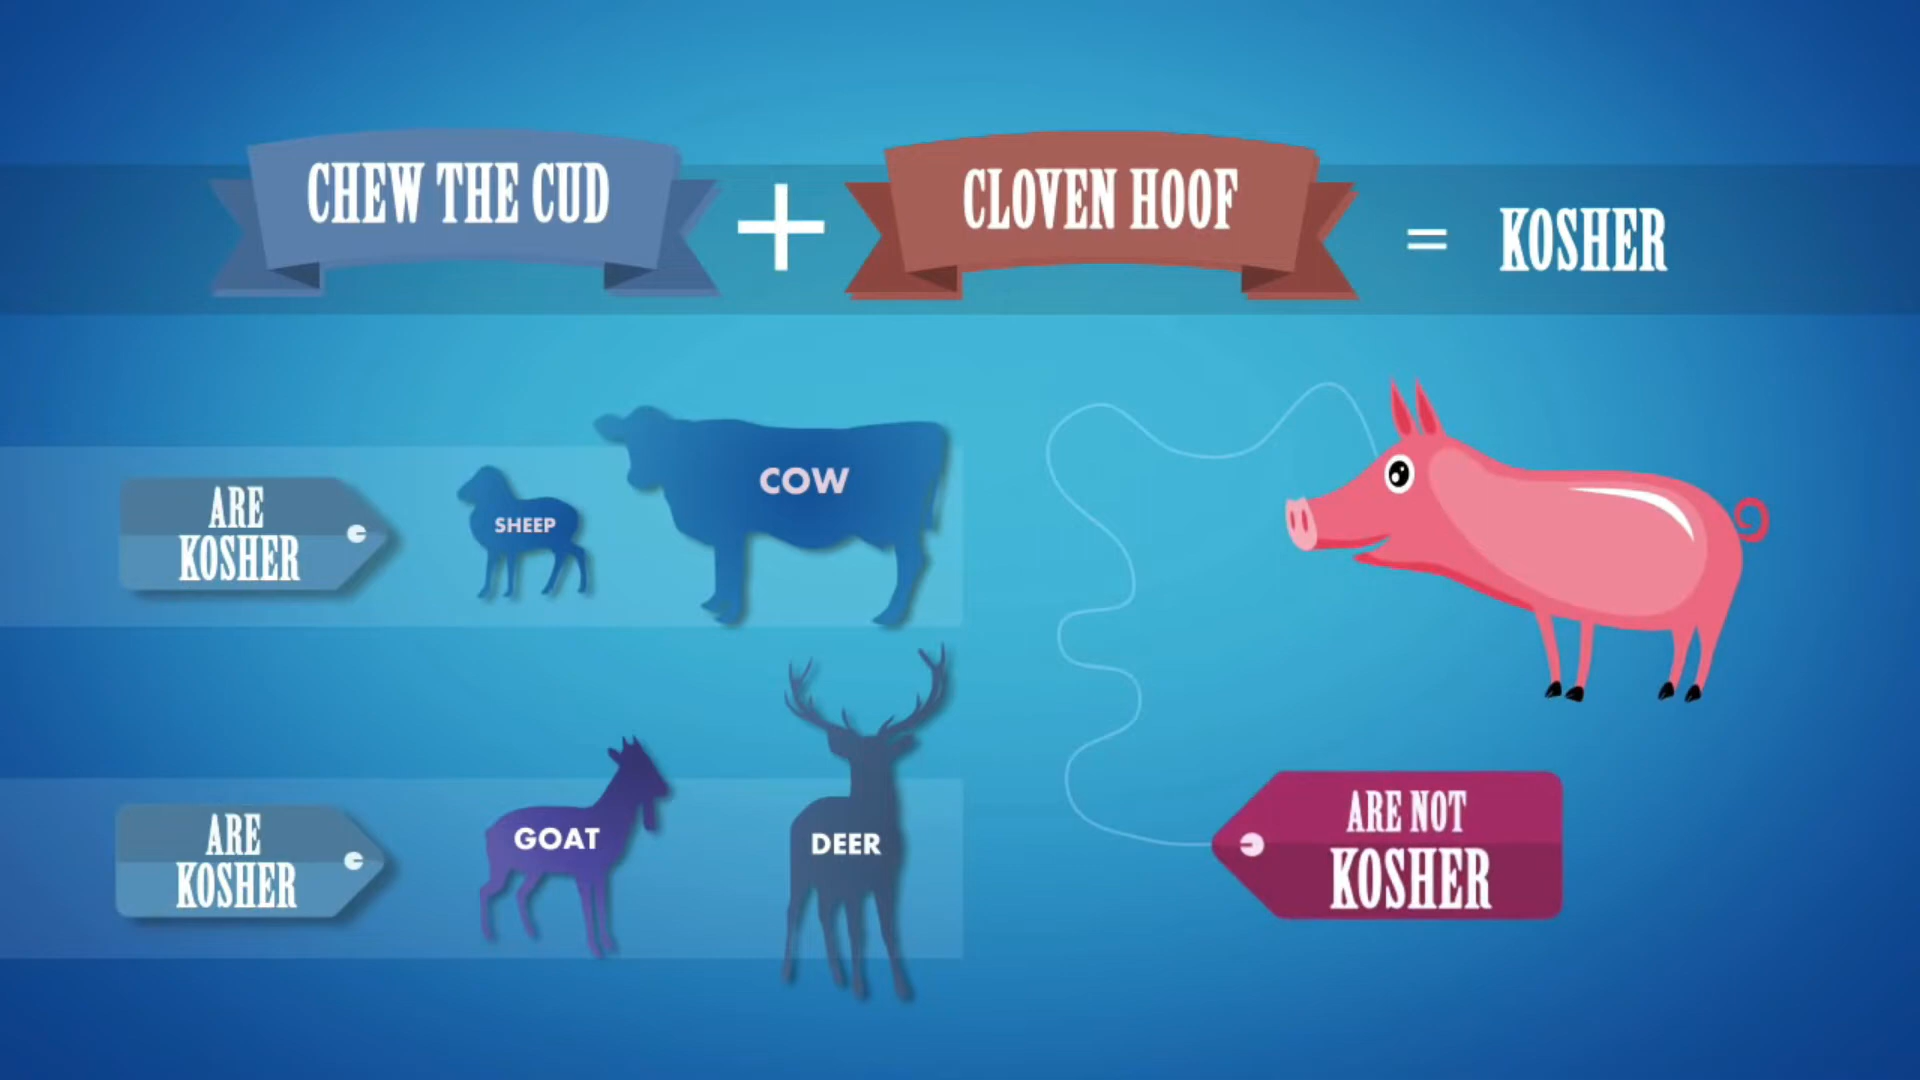 CHEW THE CUD + CLOVEN HOOF = KOSHER
ARE
KOSHER
SHEEP
COW
ARE
KOSHER
GOAT
DEER
ARE NOT
KOSHER